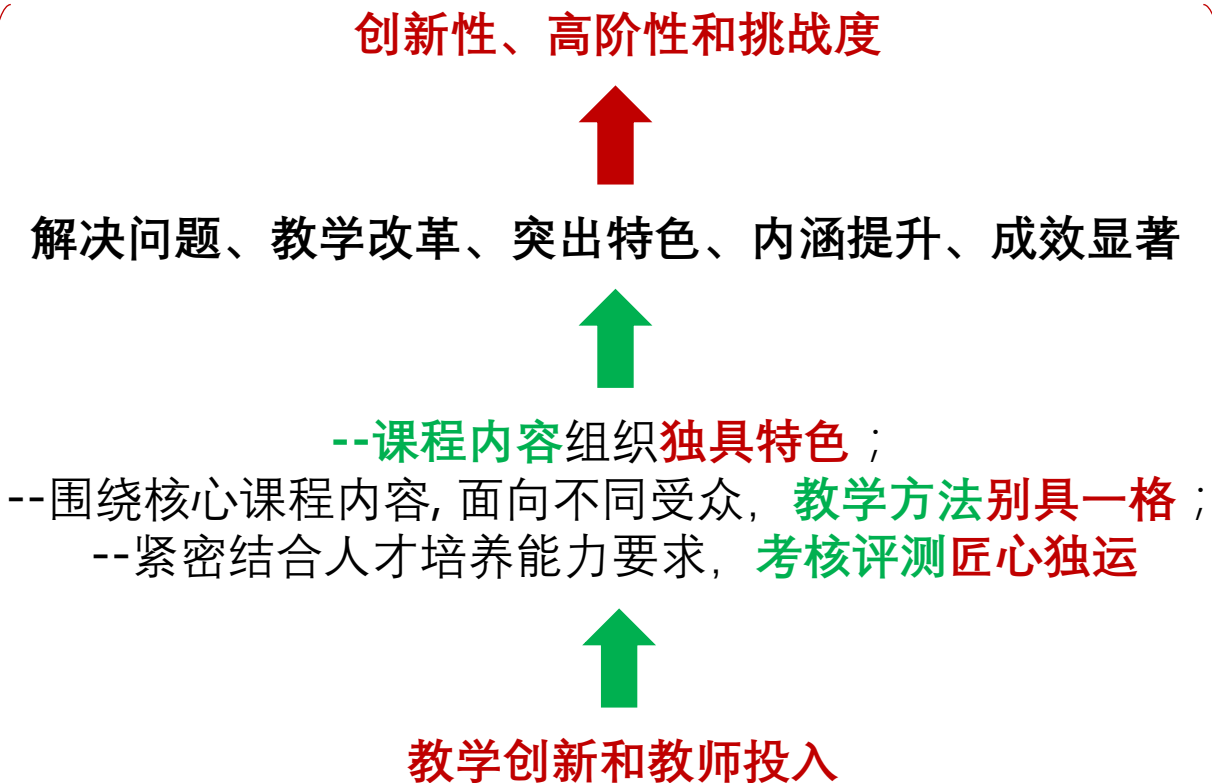 创新性、高阶性和挑战度
解决问题、教学改革、突出特色、内涵提升、成效显著
--课程内容组织独具特色；
--围绕核心课程内容, 面向不同受众，教学方法别具一格；
--紧密结合人才培养能力要求，考核评测匠心独运
教学创新和教师投入